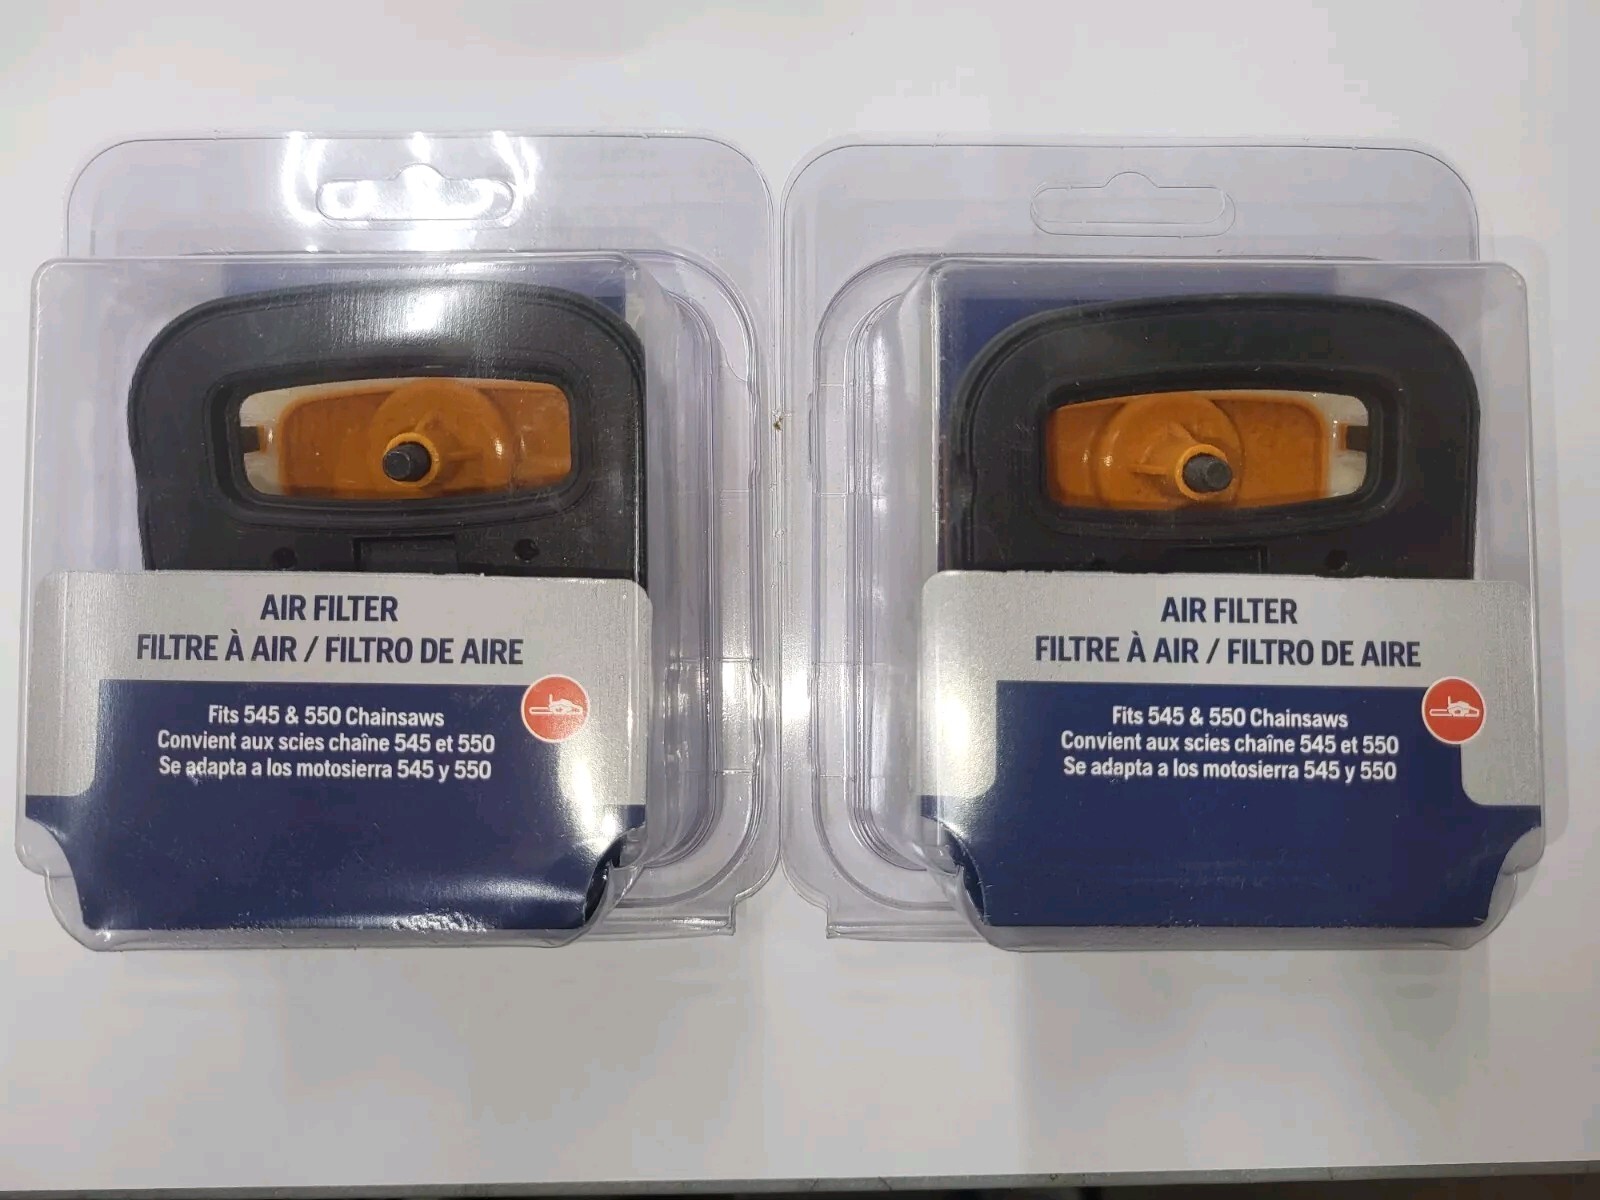 AIR FILTER
FILTRE À AIR / FILTRO DE AIRE
Fits 545 & 550 Chainsaws
Convient aux scies chaîne 545 et 550
Se adapta a los motosierra 545 y 550
AIR FILTER
FILTRE À AIR / FILTRO DE AIRE
Fits 545 & 550 Chainsaws
Convient aux scies chaîne 545 et 550
Se adapta a los motosierra 545 y 550